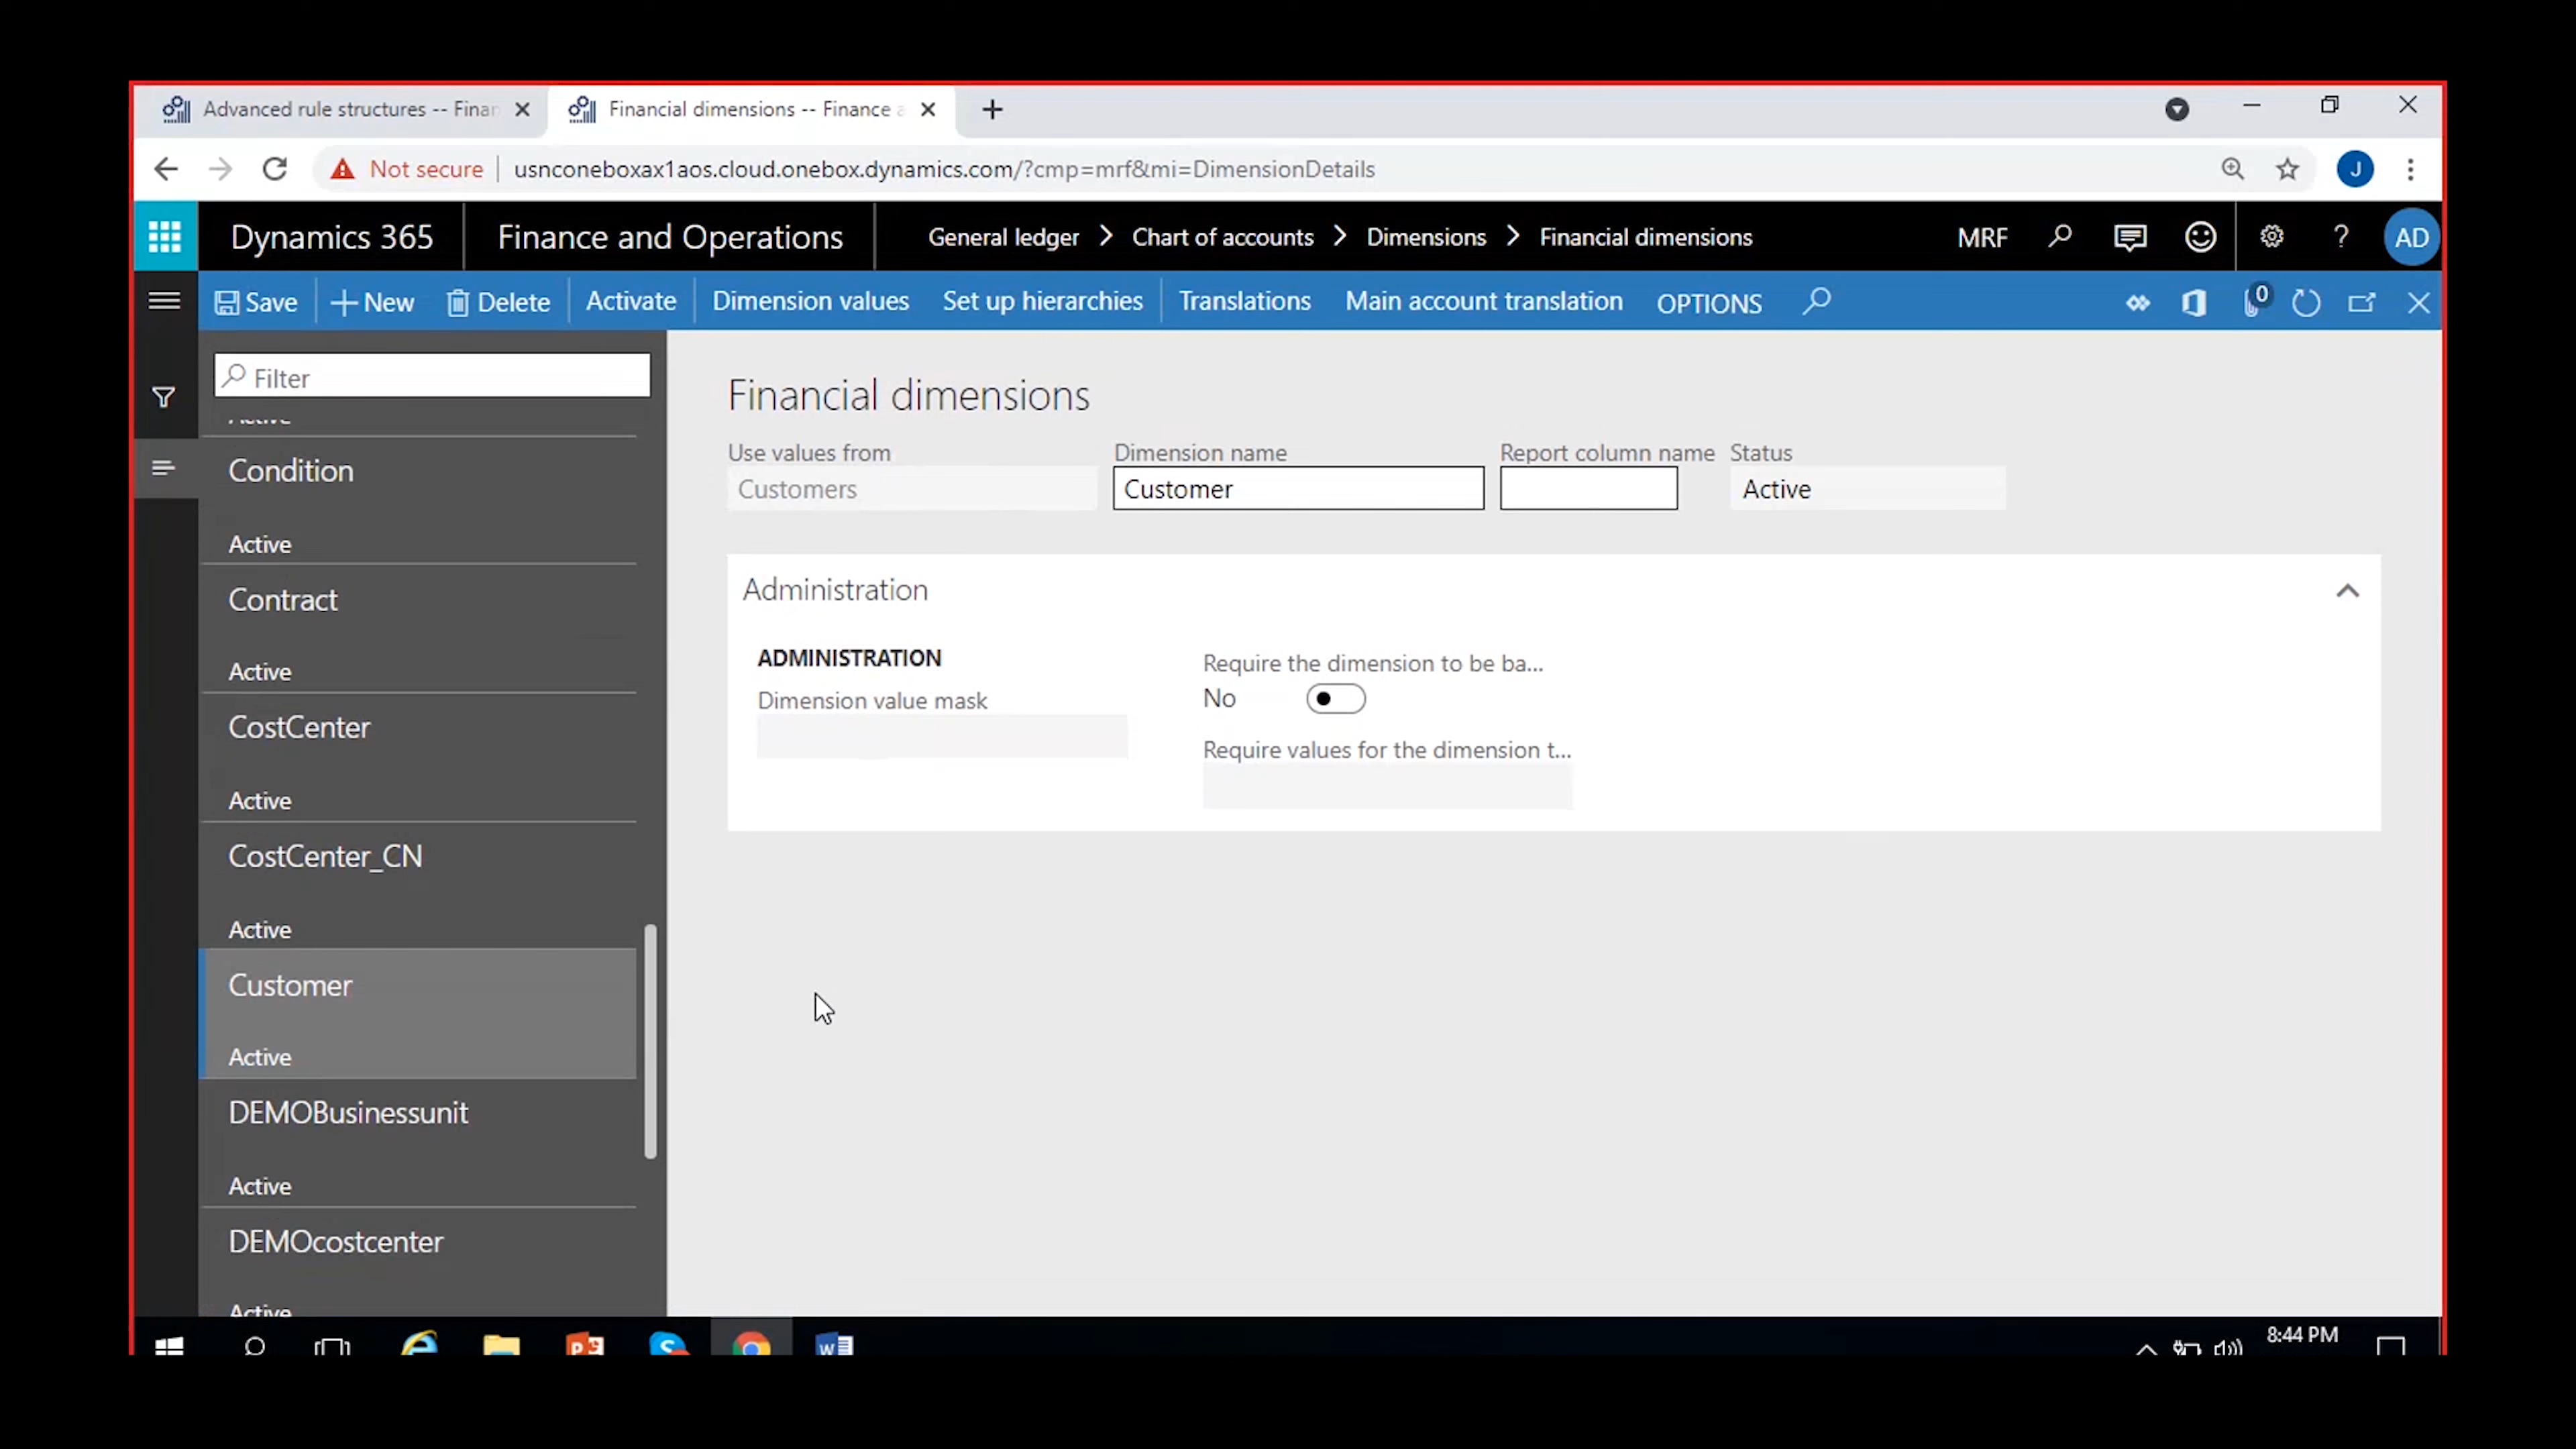 Advanced rule structures -- Finan
Financial dimensions -- Finance a
Not secure
usnconeboxax1aos.cloud.onebox.dynamics.com/?cmp=mrf&mi=DimensionDetails
J
Dynamics 365
Finance and Operations
General ledger > Chart of accounts > Dimensions > Financial dimensions
MRF
?
AD
Save
New
Delete
Activate
Dimension values
Set up hierarchies
Translations
Main account translation
OPTIONS
0
Filter
Active
Condition
Active
Contract
Active
CostCenter
Active
CostCenter_CN
Active
Customer
Active
DEMOBusinessunit
Active
DEMOcostcenter
Active
Financial dimensions
Use values from
Customers
Dimension name
Customer
Report column name
Status
Active
Administration
ADMINISTRATION
Dimension value mask
Require the dimension to be ba...
No
Require values for the dimension t...
8:44 PM